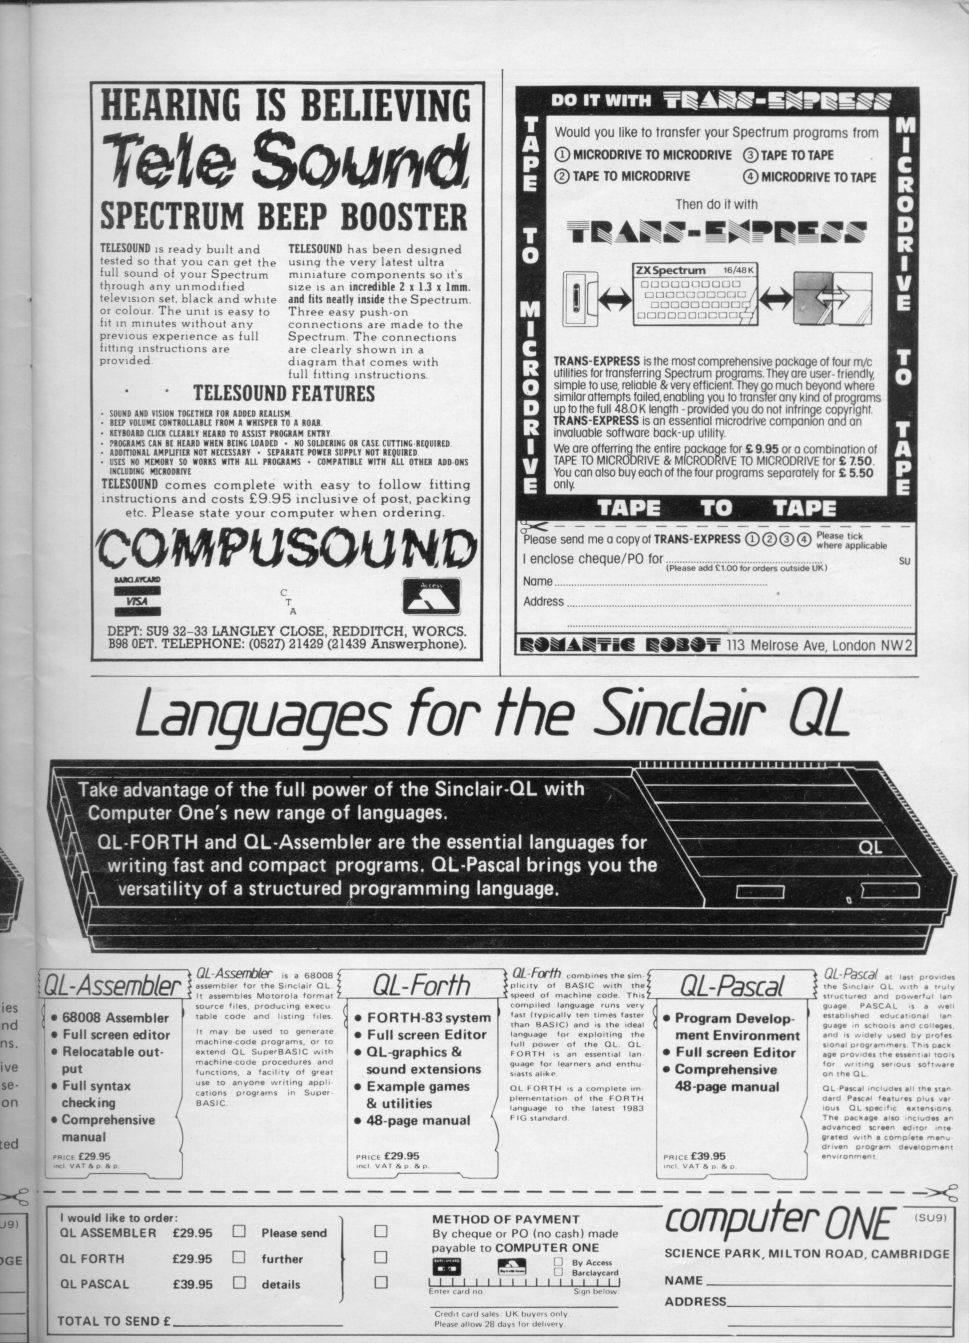 HEARING IS BELIEVING
Tele Sound
SPECTRUM BEEP BOOSTER
TELESOUND is ready built and
tested so that you can get the
full sound of your Spectrum
through any unmodified
television set, black and white
or colour. The unit is easy to
fit in minutes without any
previous experience as full
fitting instructions are
provided.
TELESOUND has been designed
using the very latest ultra
miniature components so it's
size is an incredible 2 x 1.3 x 1mm.
and fits neatly inside the Spectrum.
Three easy push-on
connections are made to the
Spectrum. The connections
are clearly shown in a
diagram that comes with
full fitting instructions.
TELESOUND FEATURES
• SOUND AND VISION TOGETHER FOR ADDED REALISM.
• BEEP VOLUME CONTROLLABLE FROM A WHISPER TO A ROAR.
• KEYBOARD CLICK CLEARLY HEARD TO ASSIST PROGRAM ENTRY.
• PROGRAMS CAN BE HEARD WHEN BEING LOADED • NO SOLDERING OR CASE CUTTING REQUIRED.
• ADDITIONAL AMPLIFIER NOT NECESSARY • SEPARATE POWER SUPPLY NOT REQUIRED.
• USES NO MEMORY SO WORKS WITH ALL PROGRAMS • COMPATIBLE WITH ALL OTHER ADD-ONS
INCLUDING MICRODRIVE
TELESOUND comes complete with easy to follow fitting
instructions and costs £9.95 inclusive of post, packing
etc. Please state your computer when ordering.
COMPUSOUND
BARCLAYCARD
VISA
C
T
A
Access
DEPT: SU9 32–33 LANGLEY CLOSE, REDDITCH, WORCS.
B98 0ET. TELEPHONE: (0527) 21429 (21439 Answerphone).
DO IT WITH TRANS-EXPRESS
TAPE TO MICRODRIVE
MICRODRIVE TO TAPE
Would you like to transfer your Spectrum programs from
① MICRODRIVE TO MICRODRIVE ③ TAPE TO TAPE
② TAPE TO MICRODRIVE ④ MICRODRIVE TO TAPE
Then do it with
TRANS-EXPRESS
ZX Spectrum 16/48K
TRANS-EXPRESS is the most comprehensive package of four m/c
utilities for transferring Spectrum programs. They are user-friendly,
simple to use, reliable & very efficient. They go much beyond where
similar attempts failed, enabling you to transfer any kind of programs
up to the full 48.0 K length - provided you do not infringe copyright.
TRANS-EXPRESS is an essential microdrive companion and an
invaluable software back-up utility.
We are offerring the entire package for £ 9.95 or a combination of
TAPE TO MICRODRIVE & MICRODRIVE TO MICRODRIVE for £ 7.50.
You can also buy each of the four programs separately for £ 5.50
only.
TAPE TO TAPE
Please send me a copy of TRANS-EXPRESS ① ② ③ ④ Please tick
where applicable
I enclose cheque/PO for
SU
(Please add £1.00 for orders outside UK)
Name
Address
ROMANTIC ROBOT 113 Melrose Ave, London NW2
Languages for the Sinclair QL
Take advantage of the full power of the Sinclair-QL with
Computer One's new range of languages.
QL-FORTH and QL-Assembler are the essential languages for
writing fast and compact programs. QL-Pascal brings you the
versatility of a structured programming language.
QL
QL-Assembler
• 68008 Assembler
• Full screen editor
• Relocatable out-
put
• Full syntax
checking
• Comprehensive
manual
PRICE £29.95
incl. VAT & p. & p.
QL-Assembler is a 68008
assembler for the Sinclair QL.
It assembles Motorola format
source files, producing execu
table code and listing files.
It may be used to generate
machine-code programs, or to
extend QL SuperBASIC with
machine-code procedures and
functions, a facility of great
use to anyone writing appli-
cations programs in Super-
BASIC.
QL-Forth
• FORTH-83 system
• Full screen Editor
• QL-graphics &
sound extensions
• Example games
& utilities
• 48-page manual
PRICE £29.95
incl. VAT & p. & p.
QL-Forth combines the sim-
plicity of BASIC with the
speed of machine code. This
compiled language runs very
fast (typically ten times faster
than BASIC) and is the ideal
language for exploiting the
full power of the QL. QL-
FORTH is an essential lan-
guage for learners and enthu-
siasts alike.
QL FORTH is a complete im-
plementation of the FORTH
language to the latest 1983
FIG standard.
QL-Pascal
• Program Develop-
ment Environment
• Full screen Editor
• Comprehensive
48-page manual
PRICE £39.95
incl. VAT & p. & p.
QL-Pascal at last provides
the Sinclair QL with a truly
structured and powerful lan-
guage. PASCAL is a well
established educational lan-
guage in schools and colleges,
and is widely used by profes-
sional programmers. This pack-
age provides the essential tools
for writing serious software
on the QL.
QL-Pascal includes all the stan-
dard Pascal features plus var-
ious QL-specific extensions.
The package also includes an
advanced screen editor inte-
grated with a complete menu-
driven program development
environment.
ies
nd
ns.
ive
se-
on
ted
U9)
DGE
I would like to order:
QL ASSEMBLER £29.95 Please send
QL FORTH £29.95 further
QL PASCAL £39.95 details
TOTAL TO SEND £
METHOD OF PAYMENT
By cheque or PO (no cash) made
payable to COMPUTER ONE
By Access
Barclaycard
Enter card no. Sign below:
Credit card sales: UK buyers only.
Please allow 28 days for delivery.
computer ONE (SU9)
SCIENCE PARK, MILTON ROAD, CAMBRIDGE
NAME
ADDRESS